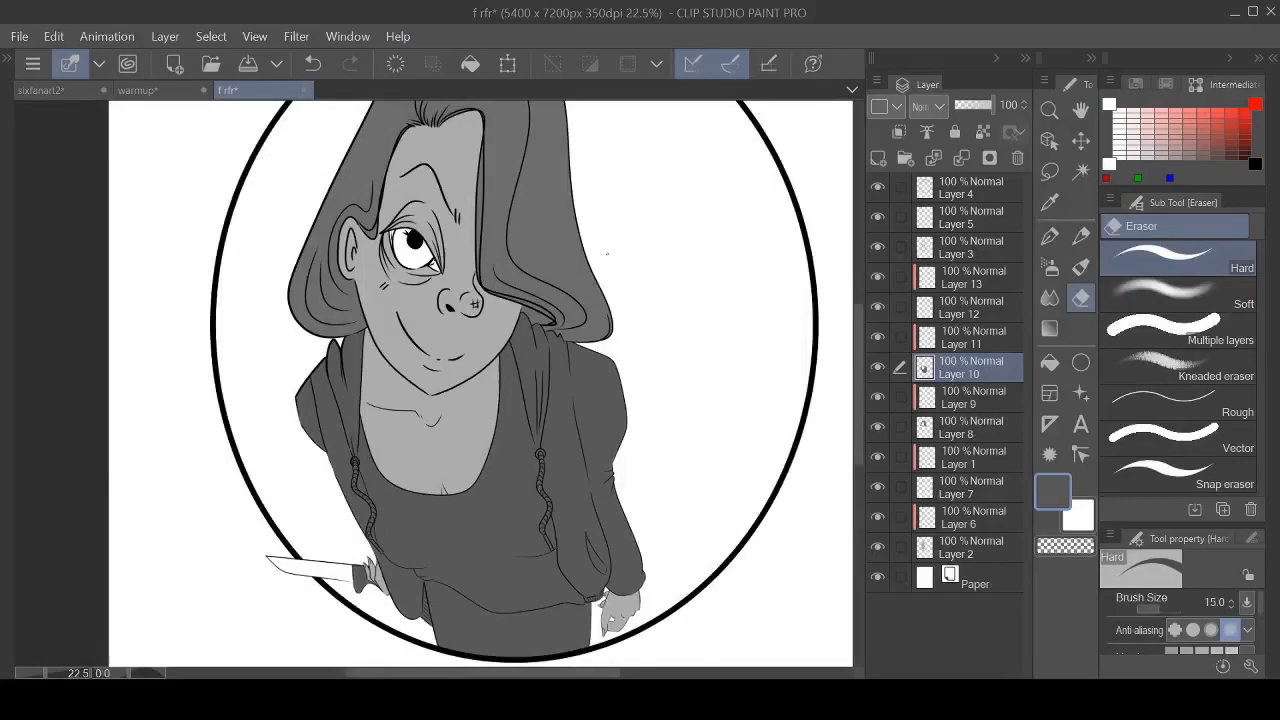 f rfr* (5400 x 7200px 350dpi 22.5%) - CLIP STUDIO PAINT PRO
File Edit Animation Layer Select View Filter Window Help
sixfanart2* warmup* f rfr*
Layer
To
Intermediate
Nor 100
100 % Normal
Layer 4
100 % Normal
Layer 5
100 % Normal
Layer 3
100 % Normal
Layer 13
100 % Normal
Layer 12
100 % Normal
Layer 11
100 % Normal
Layer 10
100 % Normal
Layer 9
100 % Normal
Layer 8
100 % Normal
Layer 1
100 % Normal
Layer 7
100 % Normal
Layer 6
100 % Normal
Layer 2
Paper
Sub Tool [Eraser]
Eraser
Hard
Soft
Multiple layers
Kneaded eraser
Rough
Vector
Snap eraser
Tool property [Hard
Hard
Brush Size 15.0
Anti-aliasing
22.5 0.0